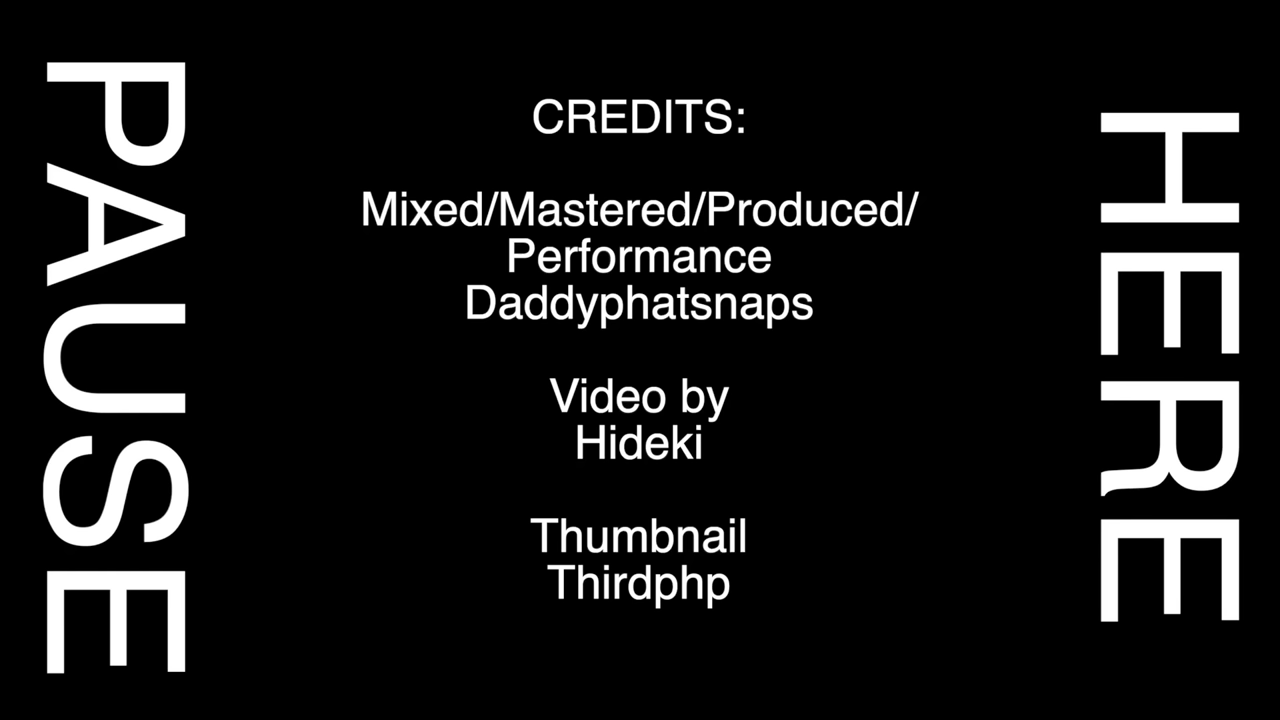 PAUSE
CREDITS:
Mixed/Mastered/Produced/
Performance
Daddyphatsnaps
Video by
Hideki
Thumbnail
Thirdphp
HERE